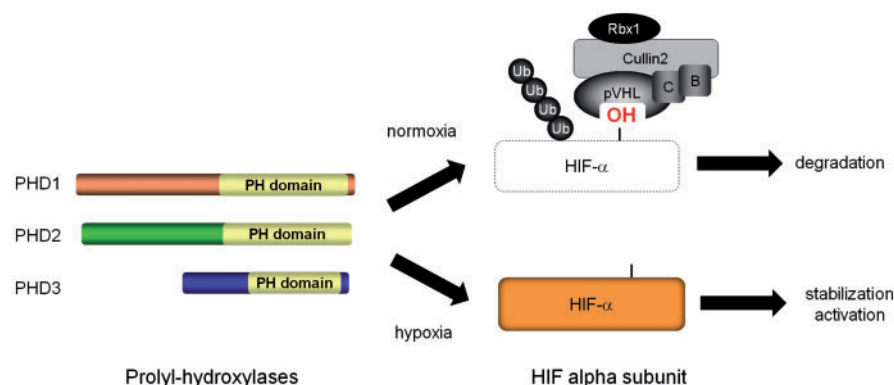 Rbx1
Cullin2
Ub
Ub
Ub
Ub
pVHL
C
B
OH
normoxia
HIF-α
degradation
PHD1
PH domain
PHD2
PH domain
PHD3
PH domain
HIF-α
stabilization
activation
hypoxia
Prolyl-hydroxylases
HIF alpha subunit